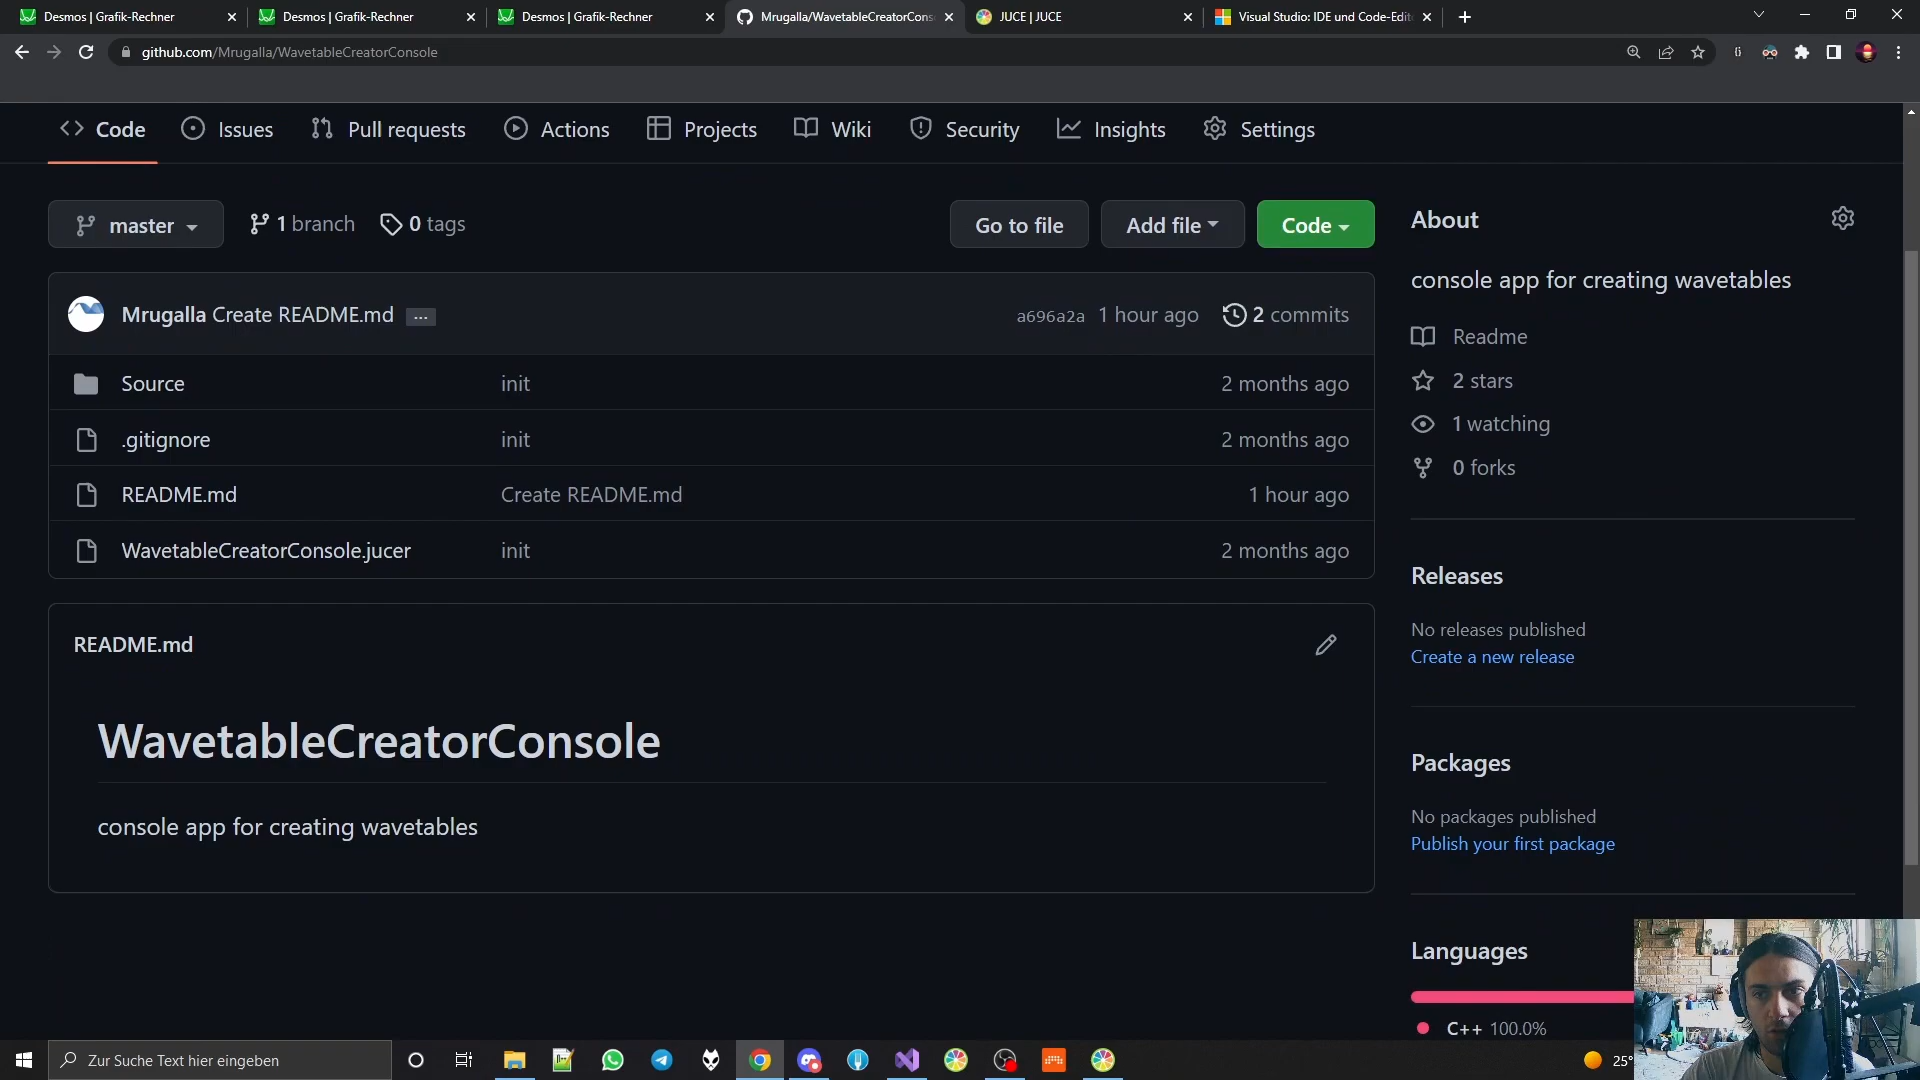 Desmos | Grafik-Rechner
Desmos | Grafik-Rechner
Desmos | Grafik-Rechner
Mrugalla/WavetableCreatorCons
JUCE | JUCE
Visual Studio: IDE und Code-Edit
github.com/Mrugalla/WavetableCreatorConsole
Code
Issues
Pull requests
Actions
Projects
Wiki
Security
Insights
Settings
master
1 branch
0 tags
Go to file
Add file
Code
About
console app for creating wavetables
Mrugalla Create README.md ...
a696a2a 1 hour ago
2 commits
Source init 2 months ago
.gitignore init 2 months ago
README.md Create README.md 1 hour ago
WavetableCreatorConsole.jucer init 2 months ago
Readme
2 stars
1 watching
0 forks
Releases
No releases published
Create a new release
README.md
WavetableCreatorConsole
console app for creating wavetables
Packages
No packages published
Publish your first package
Languages
C++ 100.0%
Zur Suche Text hier eingeben
25°